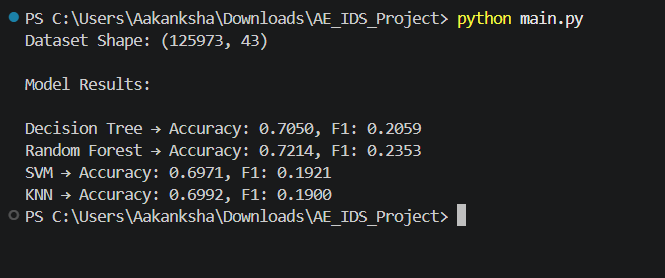 PS C:\Users\Aakanksha\Downloads\AE_IDS_Project> python main.py
Dataset Shape: (125973, 43)
Model Results:
Decision Tree → Accuracy: 0.7050, F1: 0.2059
Random Forest → Accuracy: 0.7214, F1: 0.2353
SVM → Accuracy: 0.6971, F1: 0.1921
KNN → Accuracy: 0.6992, F1: 0.1900
PS C:\Users\Aakanksha\Downloads\AE_IDS_Project>